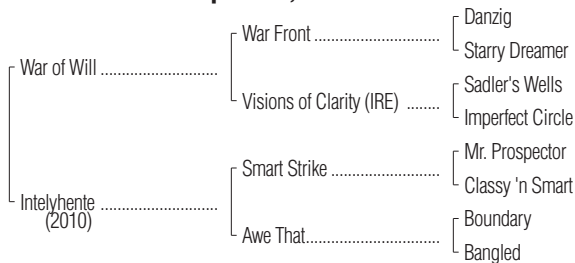 Danzig
War Front
Starry Dreamer
War of Will
Sadler's Wells
Visions of Clarity (IRE)
Imperfect Circle
Mr. Prospector
Smart Strike
Classy 'n Smart
Intelyhente
(2010)
Boundary
Awe That
Bangled